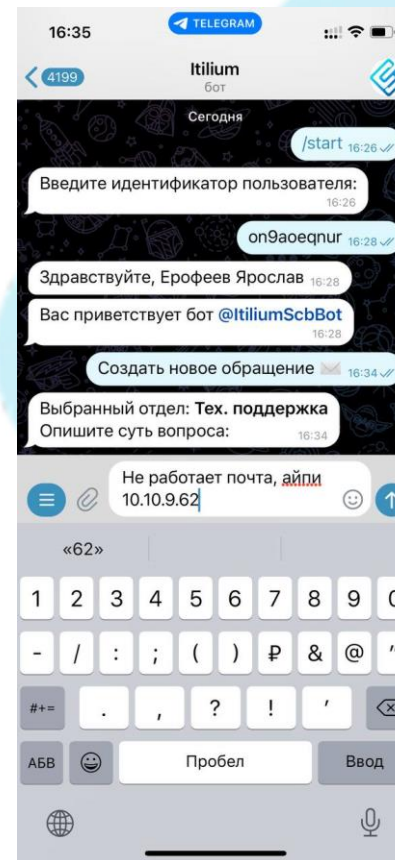 16:35
TELEGRAM
4199
Itilium
бот
Сегодня
/start 16:26
Введите идентификатор пользователя:
16:26
on9aoeqnur 16:28
Здравствуйте, Ерофеев Ярослав 16:28
Вас приветствует бот @ItiliumScbBot
16:28
Создать новое обращение 16:34
Выбранный отдел: Тех. поддержка
Опишите суть вопроса: 16:34
Не работает почта, айпи
10.10.9.62
«62»
1 2 3 4 5 6 7 8 9 0
- / : ; ( ) ₽ & @ "
#+= . , ? ! ' 
АБВ Пробел Ввод